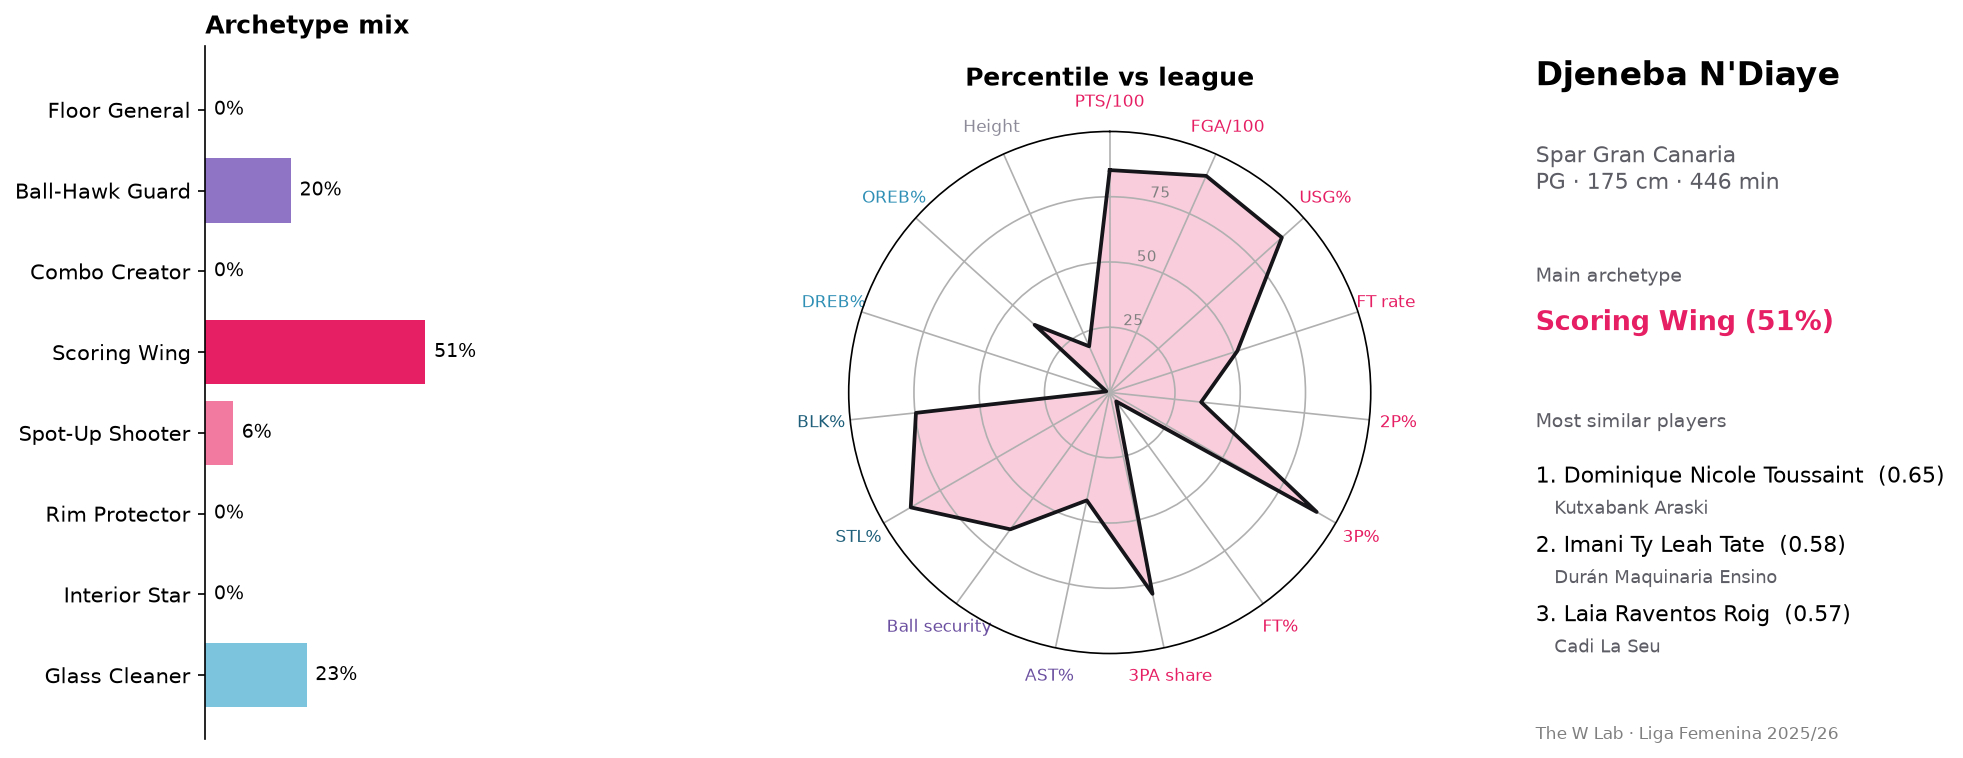 Archetype mix
Floor General
0%
Ball-Hawk Guard
20%
Combo Creator
0%
Scoring Wing
51%
Spot-Up Shooter
6%
Rim Protector
0%
Interior Star
0%
Glass Cleaner
23%
Percentile vs league
PTS/100
FGA/100
USG%
FT rate
2P%
3P%
FT%
3PA share
AST%
Ball security
STL%
BLK%
DREB%
OREB%
Height
75
50
25
Djeneba N'Diaye
Spar Gran Canaria
PG · 175 cm · 446 min
Main archetype
Scoring Wing (51%)
Most similar players
1. Dominique Nicole Toussaint (0.65)
Kutxabank Araski
2. Imani Ty Leah Tate (0.58)
Durán Maquinaria Ensino
3. Laia Raventos Roig (0.57)
Cadi La Seu
The W Lab · Liga Femenina 2025/26